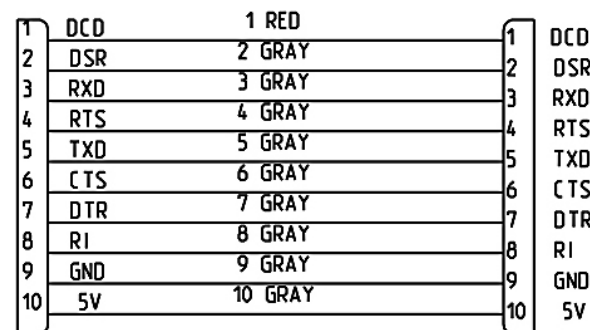 1 DCD 1 RED 1 DCD
2 DSR 2 GRAY 2 DSR
3 RXD 3 GRAY 3 RXD
4 RTS 4 GRAY 4 RTS
5 TXD 5 GRAY 5 TXD
6 CTS 6 GRAY 6 CTS
7 DTR 7 GRAY 7 DTR
8 RI 8 GRAY 8 RI
9 GND 9 GRAY 9 GND
10 5V 10 GRAY 10 5V